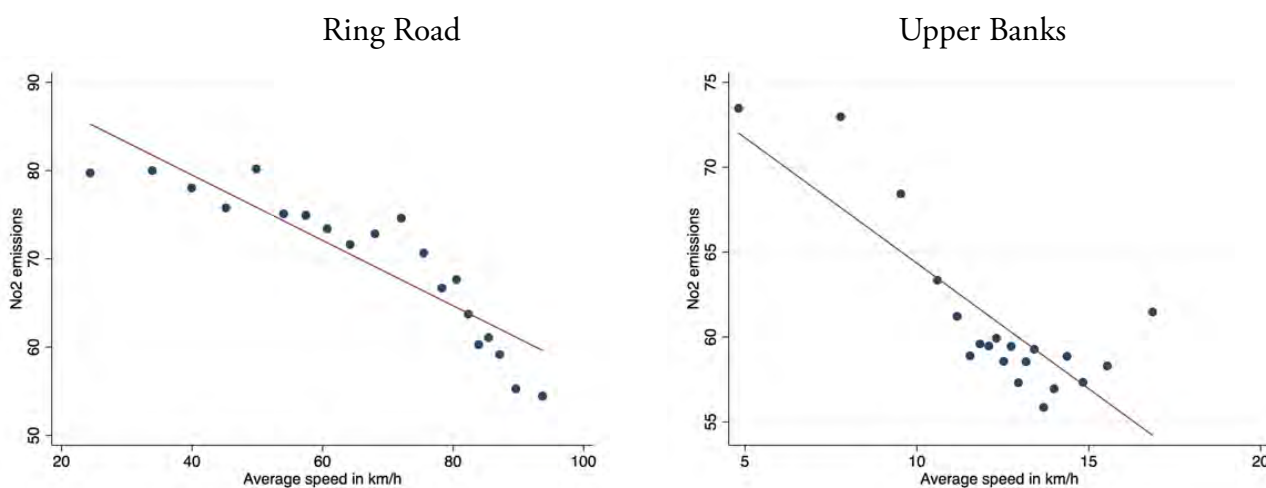 Ring Road
90
80
70
60
50
No2 emissions
20 40 60 80 100
Average speed in km/h
Upper Banks
75
70
65
60
55
No2 emissions
5 10 15 20
Average speed in km/h